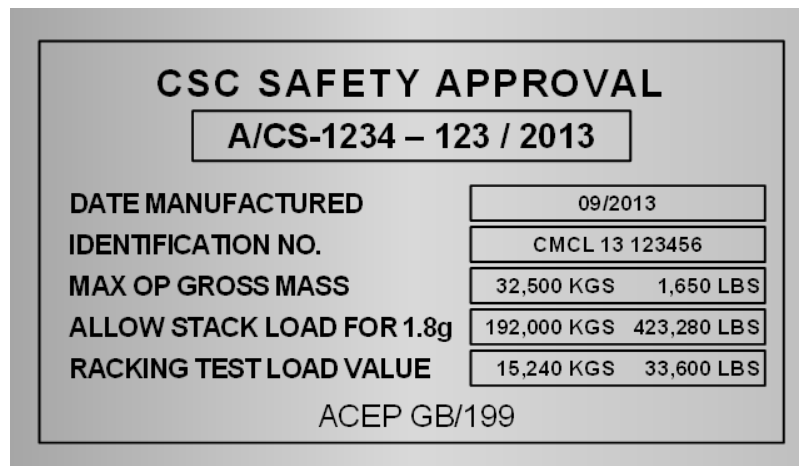 CSC SAFETY APPROVAL
A/CS-1234 – 123 / 2013
DATE MANUFACTURED 09/2013
IDENTIFICATION NO. CMCL 13 123456
MAX OP GROSS MASS 32,500 KGS 1,650 LBS
ALLOW STACK LOAD FOR 1.8g 192,000 KGS 423,280 LBS
RACKING TEST LOAD VALUE 15,240 KGS 33,600 LBS
ACEP GB/199